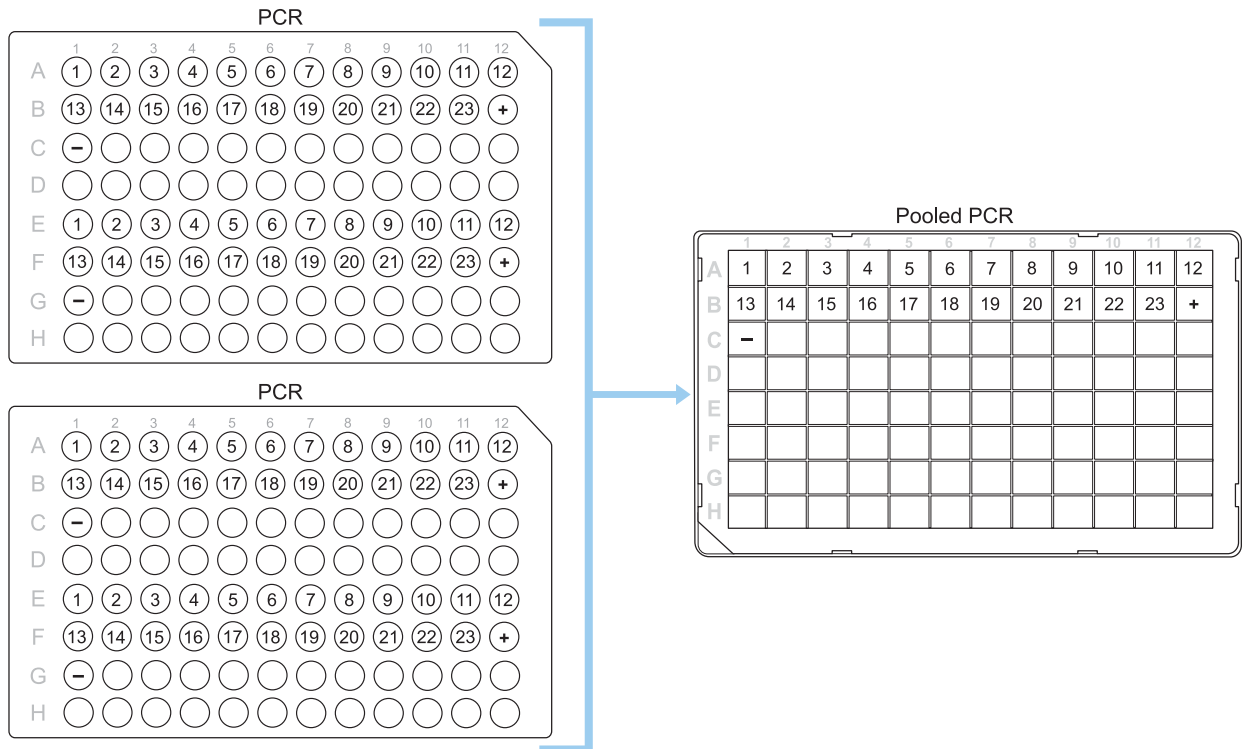 PCR
1 2 3 4 5 6 7 8 9 10 11 12
A 1 2 3 4 5 6 7 8 9 10 11 12
B 13 14 15 16 17 18 19 20 21 22 23 +
C −
D
E 1 2 3 4 5 6 7 8 9 10 11 12
F 13 14 15 16 17 18 19 20 21 22 23 +
G −
H
PCR
1 2 3 4 5 6 7 8 9 10 11 12
A 1 2 3 4 5 6 7 8 9 10 11 12
B 13 14 15 16 17 18 19 20 21 22 23 +
C −
D
E 1 2 3 4 5 6 7 8 9 10 11 12
F 13 14 15 16 17 18 19 20 21 22 23 +
G −
H
Pooled PCR
1 2 3 4 5 6 7 8 9 10 11 12
A 1 2 3 4 5 6 7 8 9 10 11 12
B 13 14 15 16 17 18 19 20 21 22 23 +
C −
D
E
F
G
H